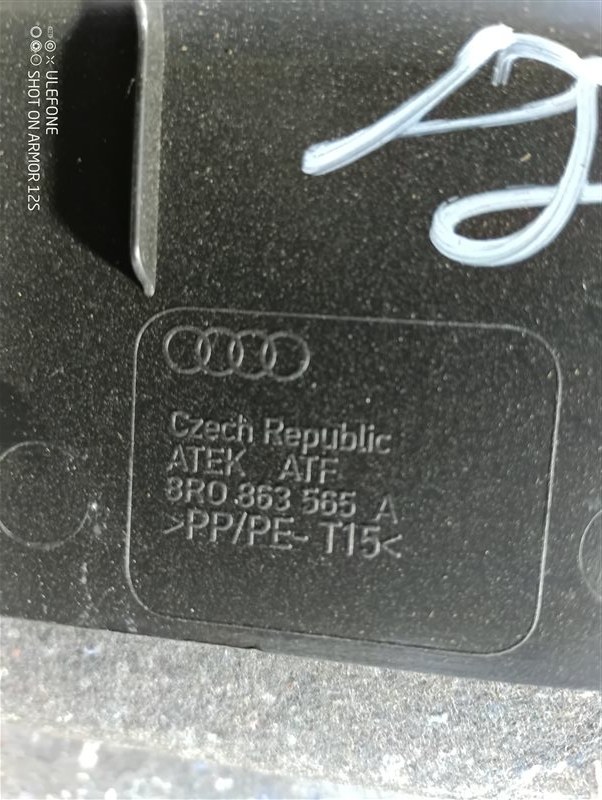 ULEFONE
SHOT ON ARMOR 12S
Czech Republic
ATEK ATF
8R0 863 565 A
>PP/PE- T15<